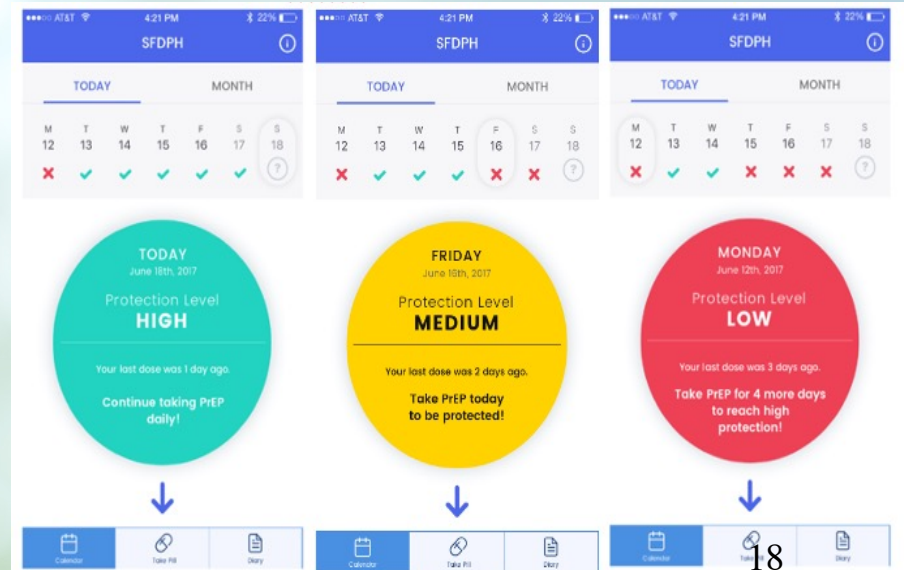 AT&T 4:21 PM 22%
SFDPH
TODAY MONTH
M T W T F S S
12 13 14 15 16 17 18
?
TODAY
June 18th, 2017
Protection Level
HIGH
Your last dose was 1 day ago.
Continue taking PrEP
daily!
Calendar Take Pill Diary
AT&T 4:21 PM 22%
SFDPH
TODAY MONTH
M T W T F S S
12 13 14 15 16 17 18
?
FRIDAY
June 16th, 2017
Protection Level
MEDIUM
Your last dose was 2 days ago.
Take PrEP today
to be protected!
Calendar Take Pill Diary
AT&T 4:21 PM 22%
SFDPH
TODAY MONTH
M T W T F S S
12 13 14 15 16 17 18
?
MONDAY
June 12th, 2017
Protection Level
LOW
Your last dose was 3 days ago.
Take PrEP for 4 more days
to reach high
protection!
Calendar Take Pill Diary
18